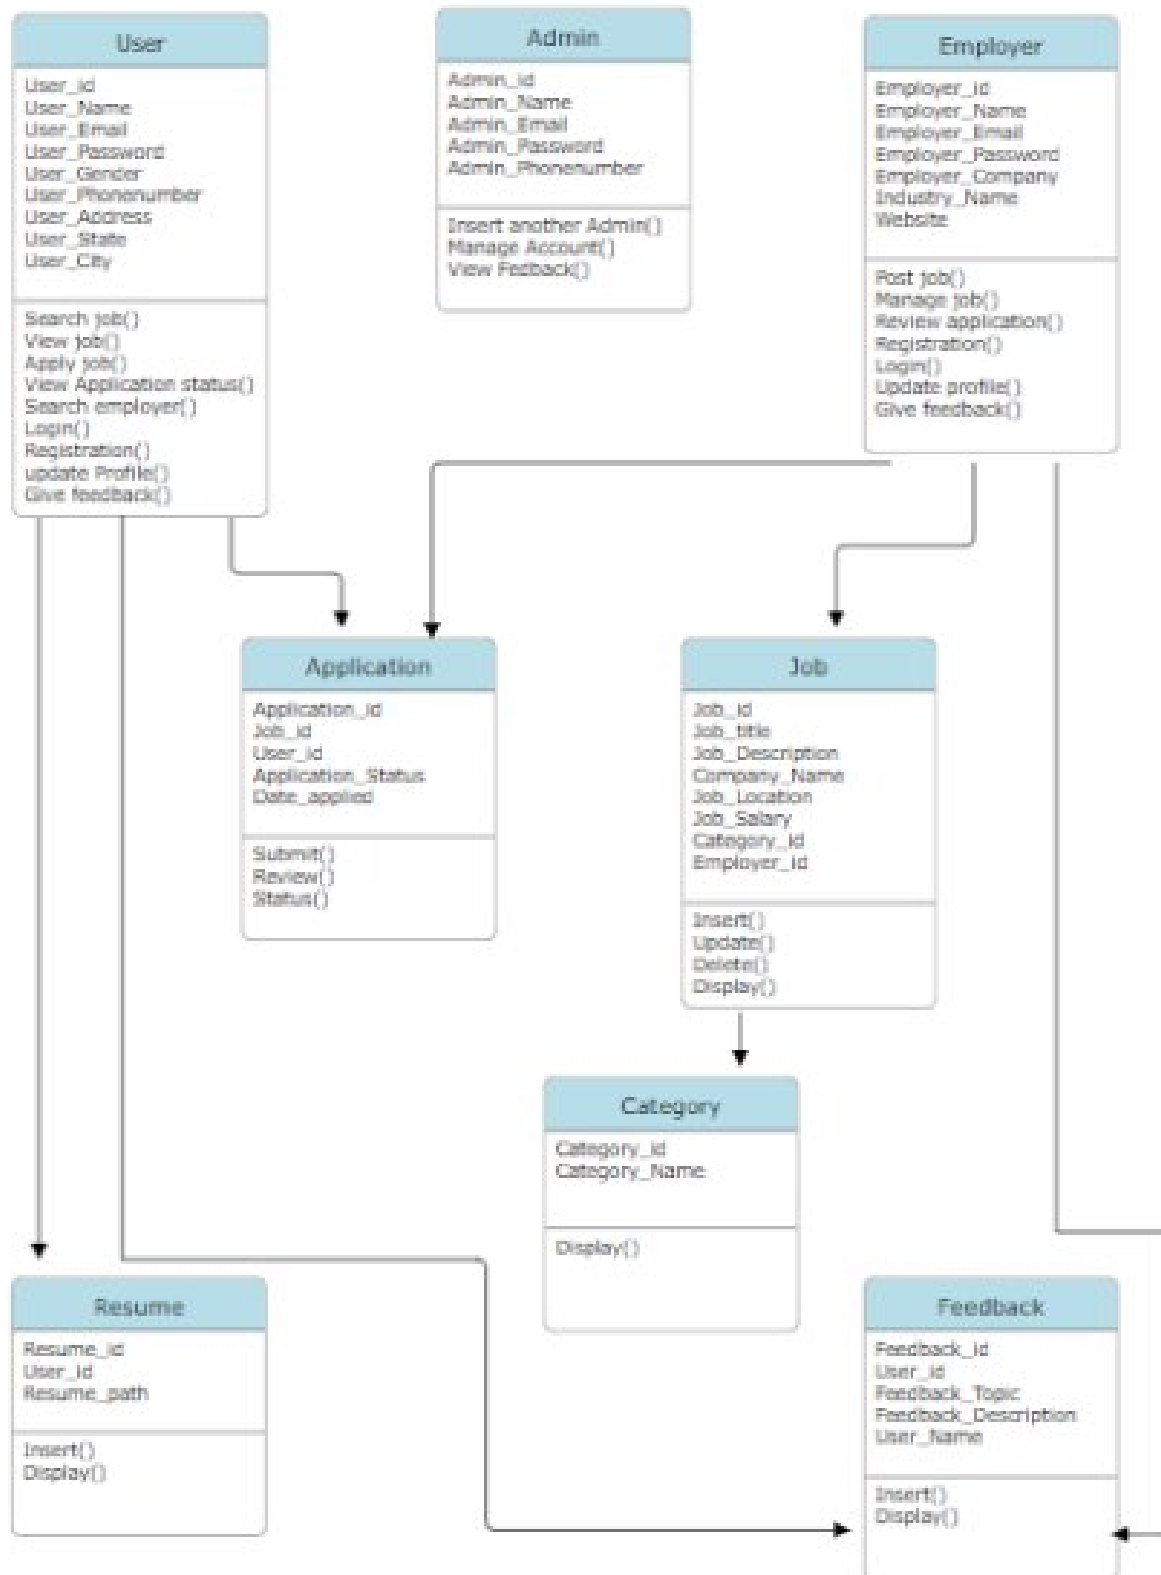 User
User_id
User_Name
User_Email
User_Password
User_Gender
User_Phonenumber
User_Address
User_State
User_City
Search job()
View job()
Apply job()
View Application status()
Search employer()
Login()
Registration()
update Profile()
Give feedback()
Admin
Admin_id
Admin_Name
Admin_Email
Admin_Password
Admin_Phonenumber
Insert another Admin()
Manage Account()
View Fedback()
Employer
Employer_id
Employer_Name
Employer_Email
Employer_Password
Employer_Company
Industry_Name
Website
Post job()
Manage job()
Review application()
Registration()
Login()
Update profile()
Give feedback()
Application
Application_id
Job_id
User_id
Application_Status
Date_applied
Submit()
Review()
Status()
Job
Job_id
Job_title
Job_Description
Company_Name
Job_Location
Job_Salary
Category_id
Employer_id
Insert()
Update()
Delete()
Display()
Category
Category_id
Category_Name
Display()
Resume
Resume_id
User_id
Resume_path
Insert()
Display()
Feedback
Feedback_id
User_id
Feedback_Topic
Feedback_Description
User_Name
Insert()
Display()